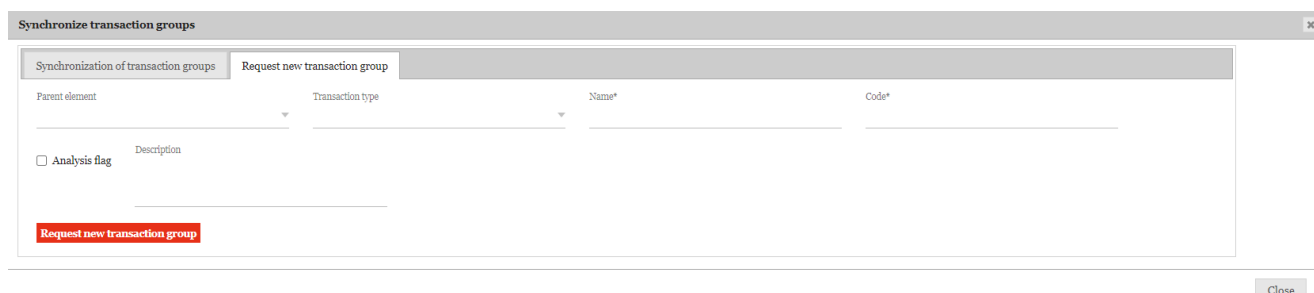 Synchronize transaction groups
Synchronization of transaction groups Request new transaction group
Parent element Transaction type Name* Code*
Analysis flag Description
Request new transaction group
Close